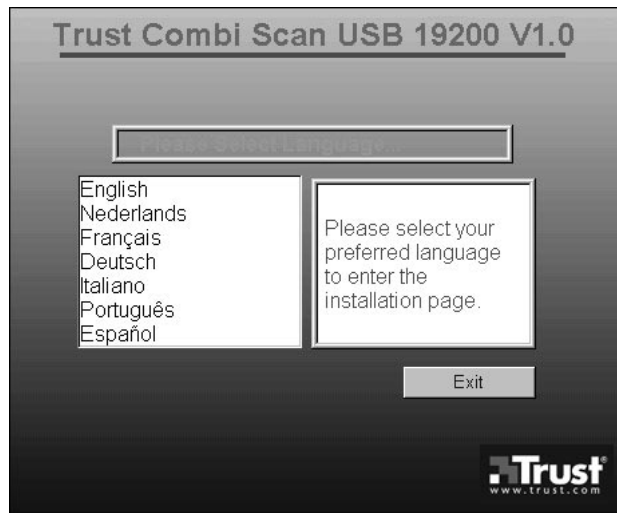 Trust Combi Scan USB 19200 V1.0
Please Select Language...
English
Nederlands
Français
Deutsch
Italiano
Português
Español
Please select your
preferred language
to enter the
installation page.
Exit
Trust®
www.trust.com